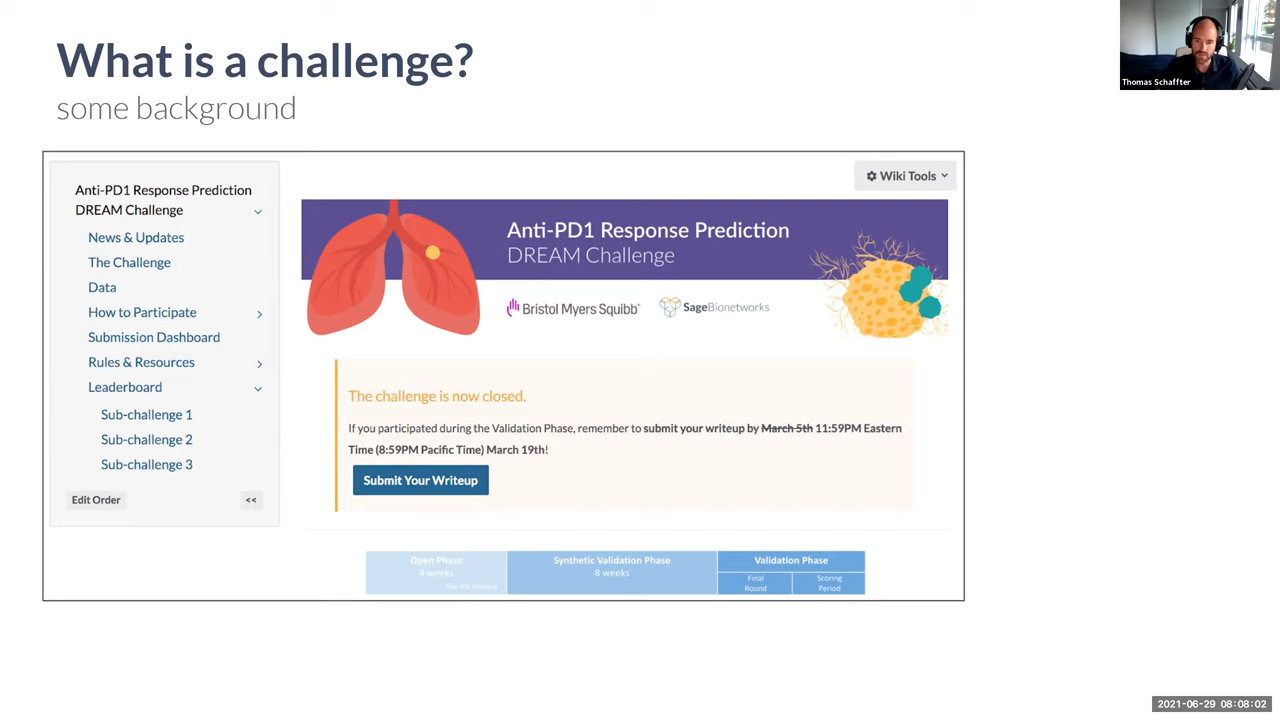 What is a challenge?
some background
Thomas Schaffter
Anti-PD1 Response Prediction
DREAM Challenge
News & Updates
The Challenge
Data
How to Participate
Submission Dashboard
Rules & Resources
Leaderboard
Sub-challenge 1
Sub-challenge 2
Sub-challenge 3
Edit Order
<<
Wiki Tools
Anti-PD1 Response Prediction
DREAM Challenge
Bristol Myers Squibb™
SageBionetworks
The challenge is now closed.
If you participated during the Validation Phase, remember to submit your writeup by March 5th 11:59PM Eastern
Time (8:59PM Pacific Time) March 19th!
Submit Your Writeup
Open Phase
4 weeks
Synthetic Validation Phase
8 weeks
Validation Phase
Final
Round
Scoring
Period
2021-06-29 08:08:02